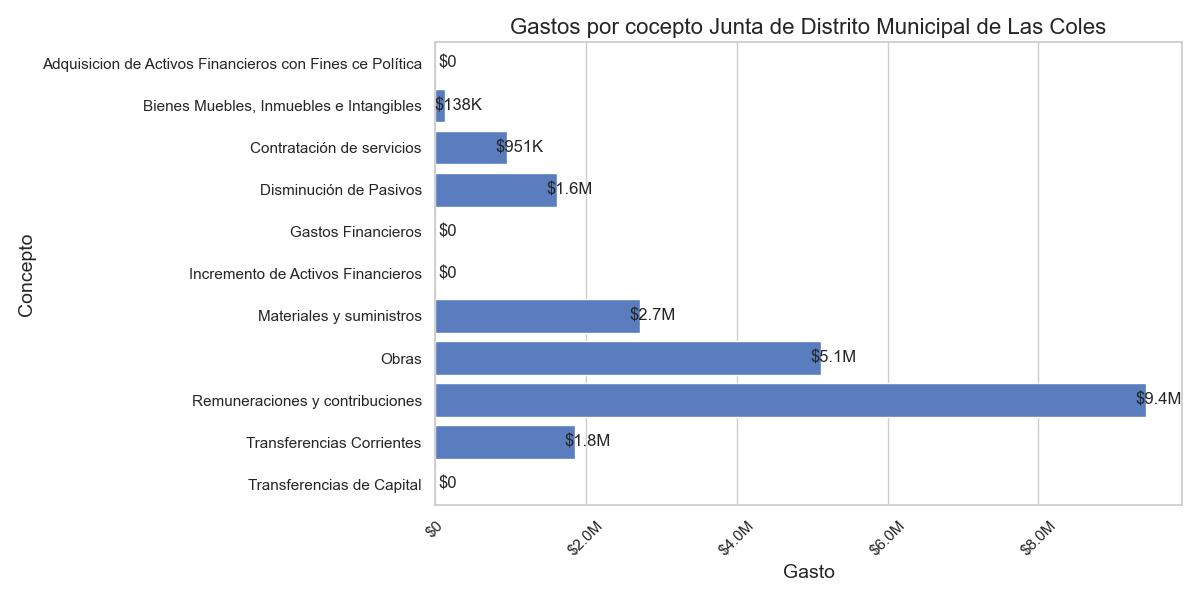 Gastos por cocepto Junta de Distrito Municipal de Las Coles
Concepto
Adquisicion de Activos Financieros con Fines ce Política $0
Bienes Muebles, Inmuebles e Intangibles $138K
Contratación de servicios $951K
Disminución de Pasivos $1.6M
Gastos Financieros $0
Incremento de Activos Financieros $0
Materiales y suministros $2.7M
Obras $5.1M
Remuneraciones y contribuciones $9.4M
Transferencias Corrientes $1.8M
Transferencias de Capital $0
$0 $2.0M $4.0M $6.0M $8.0M
Gasto